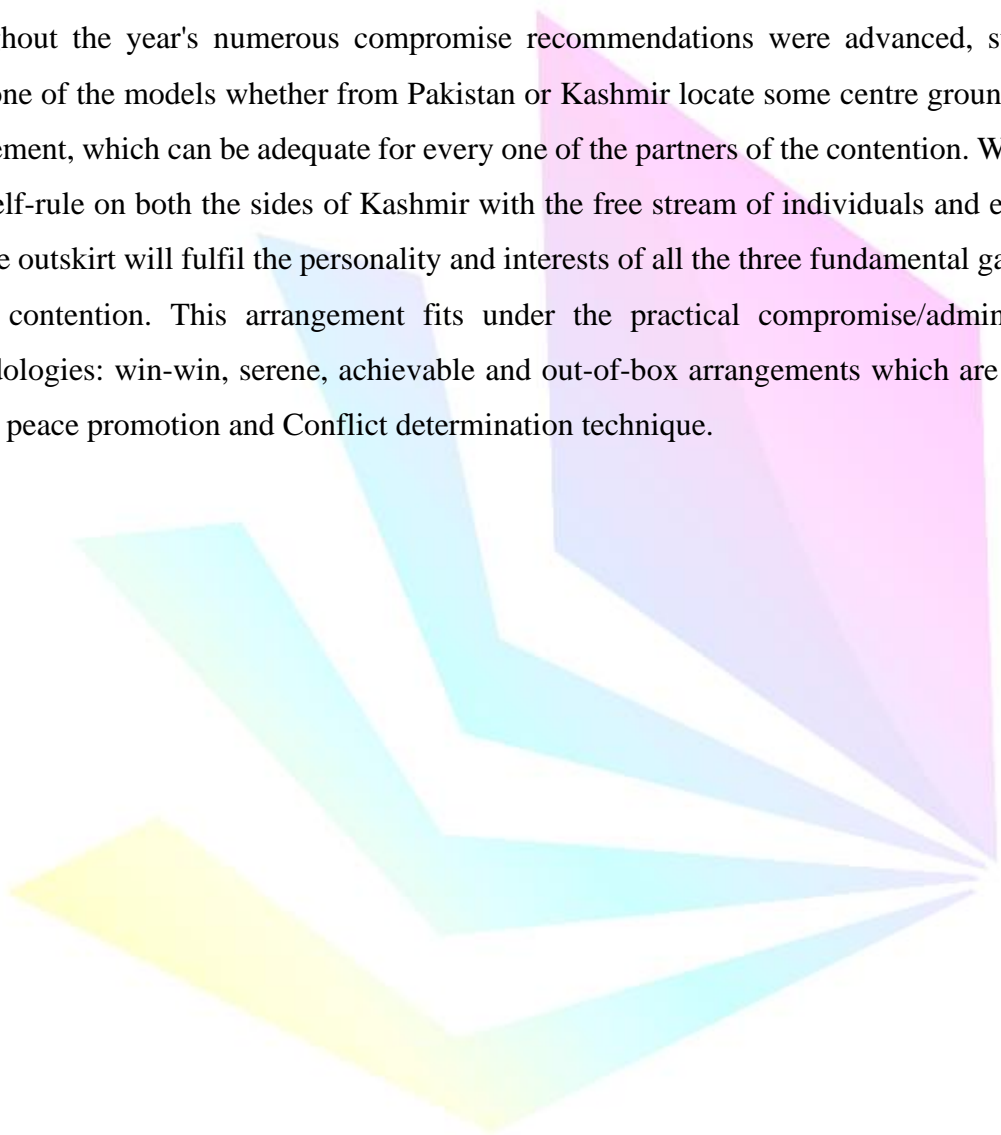 hout the year's numerous compromise recommendations were advanced, s
one of the models whether from Pakistan or Kashmir locate some centre groun
ement, which can be adequate for every one of the partners of the contention. W
elf-rule on both the sides of Kashmir with the free stream of individuals and e
e outskirt will fulfil the personality and interests of all the three fundamental ga
contention. This arrangement fits under the practical compromise/admin
dologies: win-win, serene, achievable and out-of-box arrangements which are
peace promotion and Conflict determination technique.